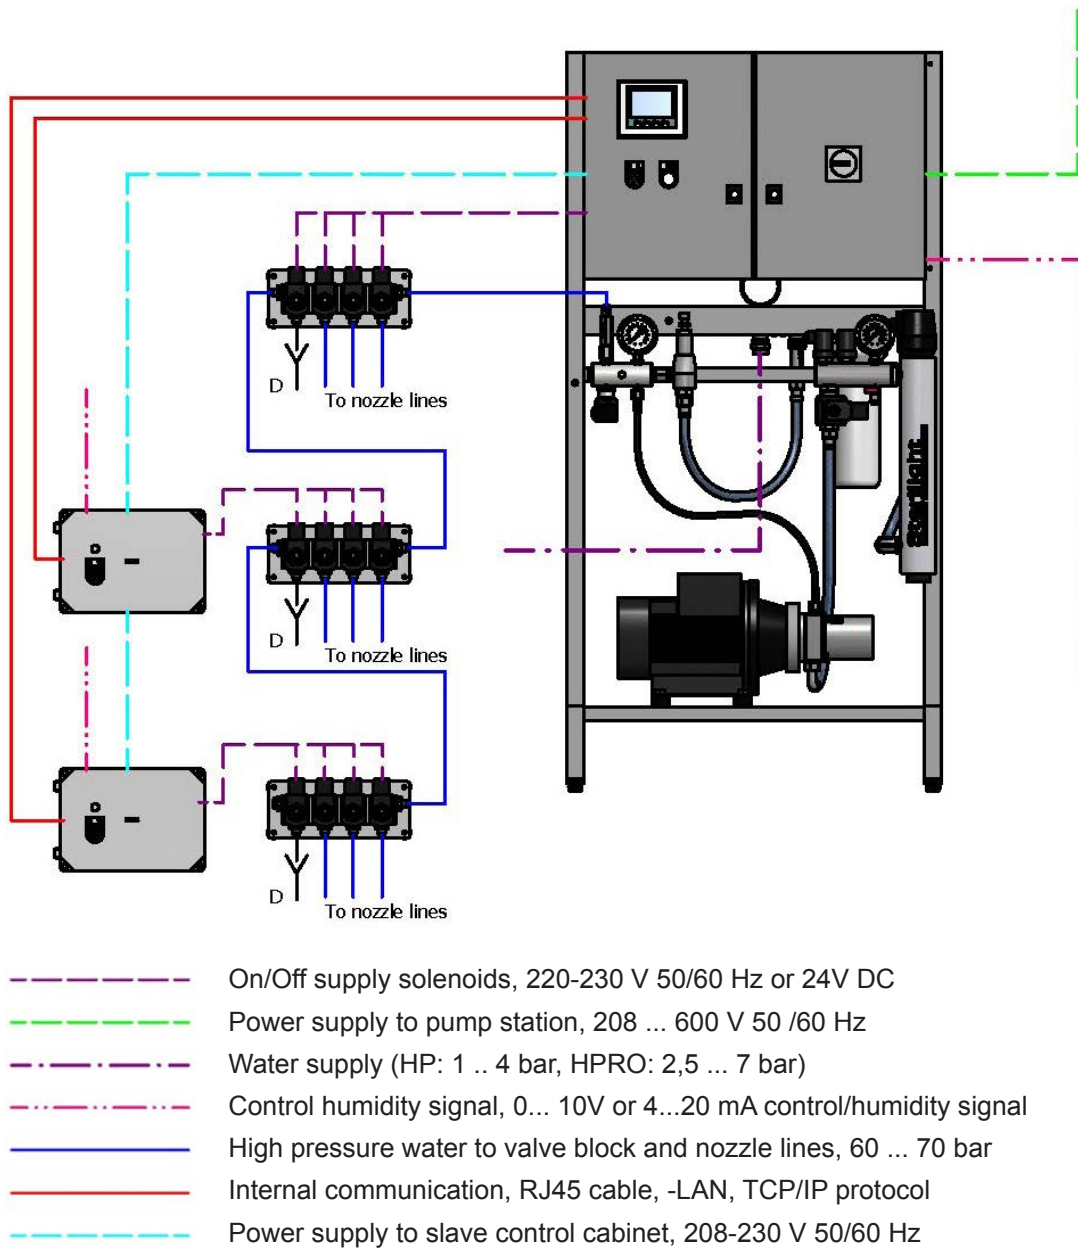 Sterilight
D
To nozzle lines
D
D
To nozzle lines
D
D
To nozzle lines
On/Off supply solenoids, 220-230 V 50/60 Hz or 24V DC
Power supply to pump station, 208 ... 600 V 50 /60 Hz
Water supply (HP: 1 .. 4 bar, HPRO: 2,5 ... 7 bar)
Control humidity signal, 0... 10V or 4...20 mA control/humidity signal
High pressure water to valve block and nozzle lines, 60 ... 70 bar
Internal communication, RJ45 cable, -LAN, TCP/IP protocol
Power supply to slave control cabinet, 208-230 V 50/60 Hz